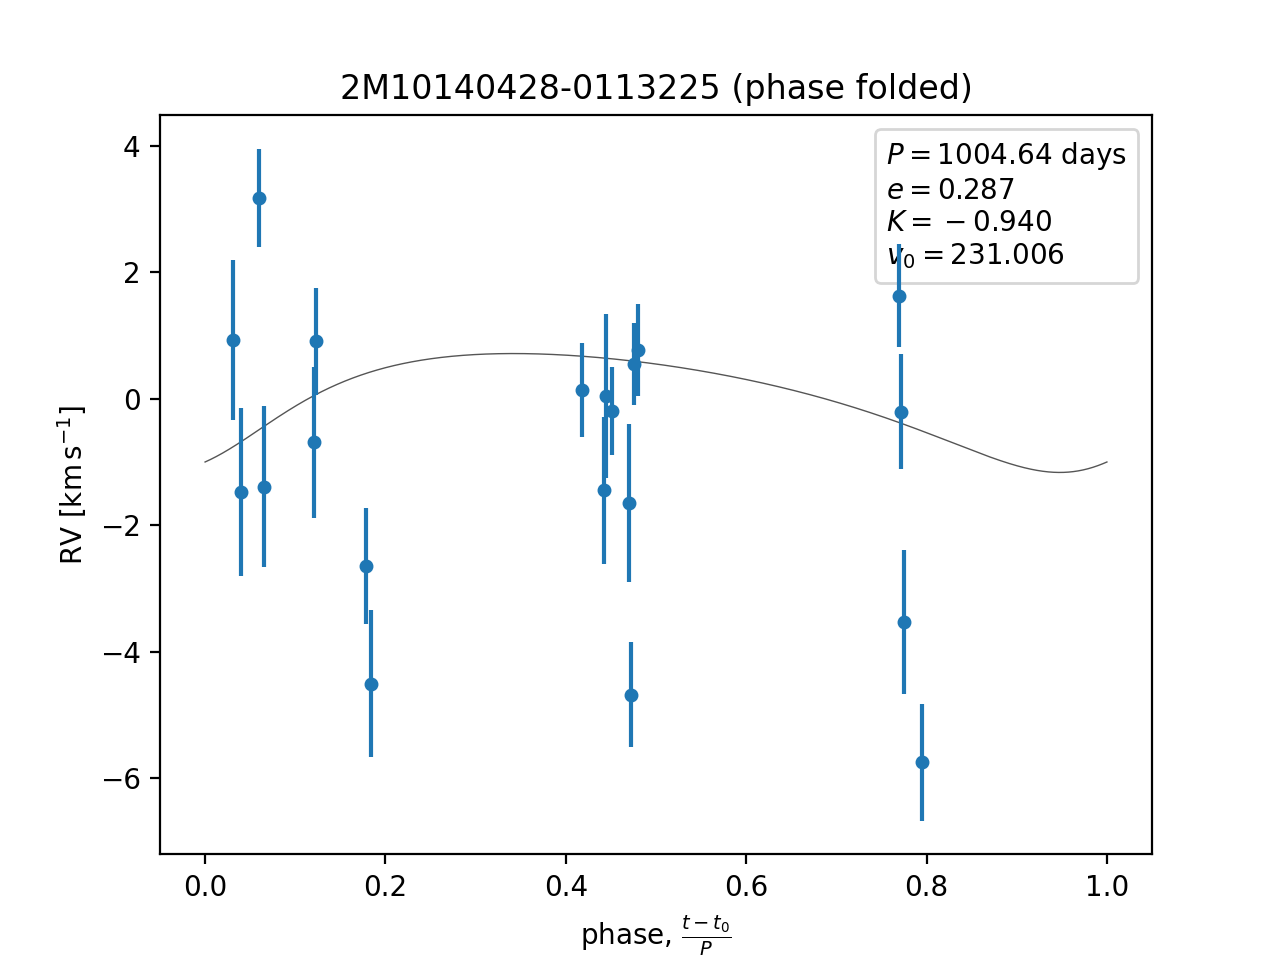 2M10140428-0113225 (phase folded)
P = 1004.64 days
e = 0.287
K = −0.940
v₀ = 231.006
4
2
0
−2
−4
−6
RV [km s⁻¹]
0.0 0.2 0.4 0.6 0.8 1.0
phase, (t − t₀)/P